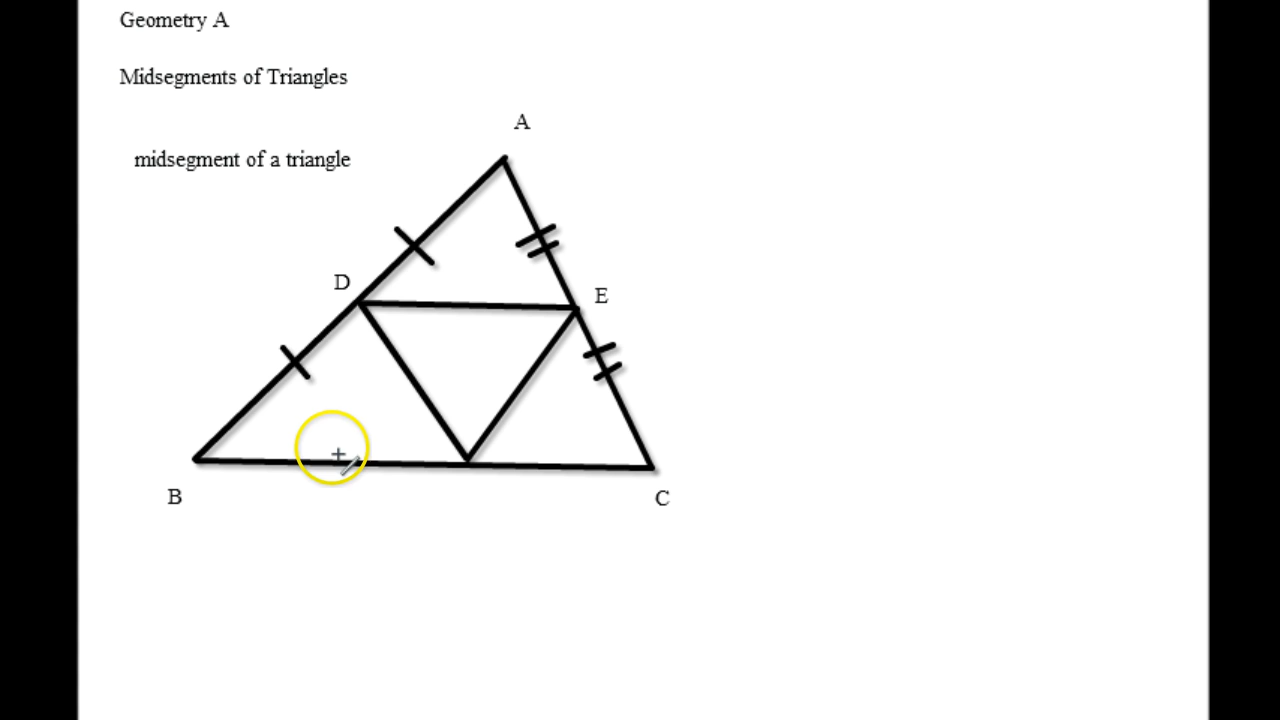 Geometry A
Midsegments of Triangles
A
midsegment of a triangle
D
E
B
C